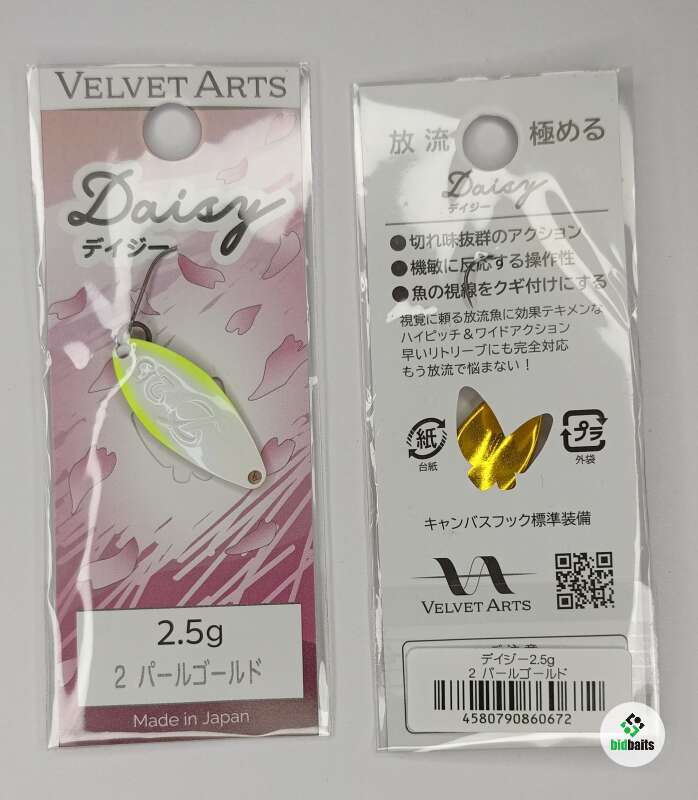 VELVET ARTS
Daisy
デイジー
2.5g
2 パールゴールド
Made in Japan
放流 極める
Daisy
デイジー
●切れ味抜群のアクション
●機敏に反応する操作性
●魚の視線をクギ付けにする
視覚に頼る放流魚に効果テキメンな
ハイピッチ&ワイドアクション
早いリトリーブにも完全対応
もう放流で悩まない!
紙
台紙
プラ
外袋
キャンバスフック標準装備
VELVET ARTS
デイジー2.5g
2 パールゴールド
4580790860672
bidbaits